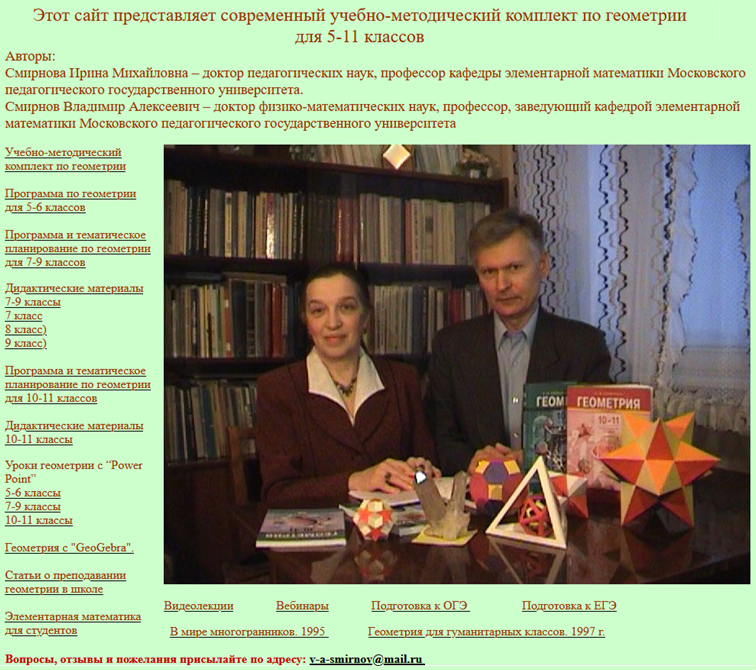 Этот сайт представляет современный учебно-методический комплект по геометрии
для 5-11 классов
Авторы:
Смирнова Ирина Михайловна – доктор педагогических наук, профессор кафедры элементарной математики Московского
педагогического государственного университета.
Смирнов Владимир Алексеевич – доктор физико-математических наук, профессор, заведующий кафедрой элементарной
математики Московского педагогического государственного университета
Учебно-методический
комплект по геометрии
Программа по геометрии
для 5-6 классов
Программа и тематическое
планирование по геометрии
для 7-9 классов
Дидактические материалы
7-9 классы
7 класс
8 класс)
9 класс)
Программа и тематическое
планирование по геометрии
для 10-11 классов
Дидактические материалы
10-11 классы
Уроки геометрии с “Power
Point”
5-6 классы
7-9 классы
10-11 классы
Геометрия с "GeoGebra".
Статьи о преподавании
геометрии в школе
Элементарная математика
для студентов
ГЕОМ
ГЕОМЕТРИЯ
10–11
Видеолекции Вебинары Подготовка к ОГЭ Подготовка к ЕГЭ
В мире многогранников. 1995 Геометрия для гуманитарных классов. 1997 г.
Вопросы, отзывы и пожелания присылайте по адресу: v-a-smirnov@mail.ru